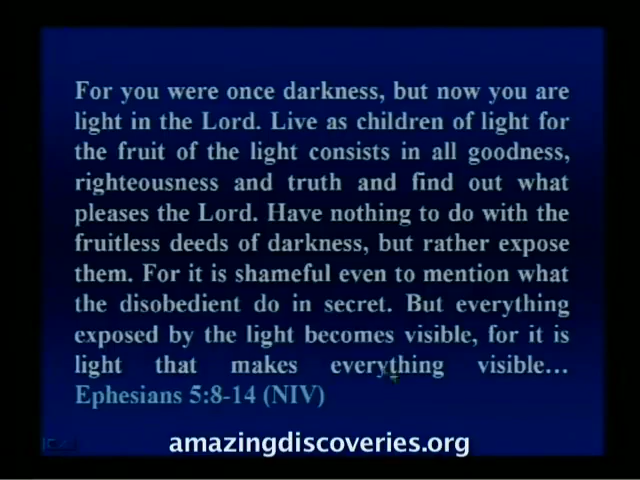 For you were once darkness, but now you are
light in the Lord. Live as children of light for
the fruit of the light consists in all goodness,
righteousness and truth and find out what
pleases the Lord. Have nothing to do with the
fruitless deeds of darkness, but rather expose
them. For it is shameful even to mention what
the disobedient do in secret. But everything
exposed by the light becomes visible, for it is
light that makes everything visible...
Ephesians 5:8-14 (NIV)
amazingdiscoveries.org